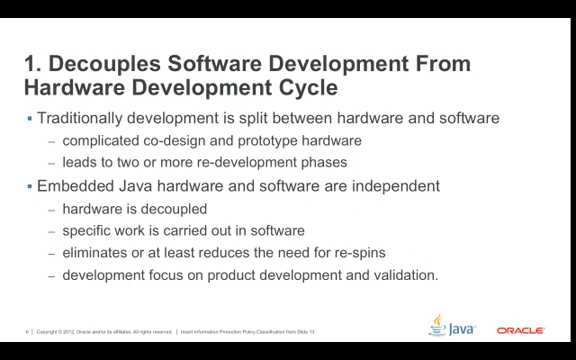 1. Decouples Software Development From
Hardware Development Cycle
▪ Traditionally development is split between hardware and software
– complicated co-design and prototype hardware
– leads to two or more re-development phases
▪ Embedded Java hardware and software are independent
– hardware is decoupled
– specific work is carried out in software
– eliminates or at least reduces the need for re-spins
– development focus on product development and validation.
6 | Copyright © 2012, Oracle and/or its affiliates. All rights reserved. | Insert Information Protection Policy Classification from Slide 13
Java
ORACLE